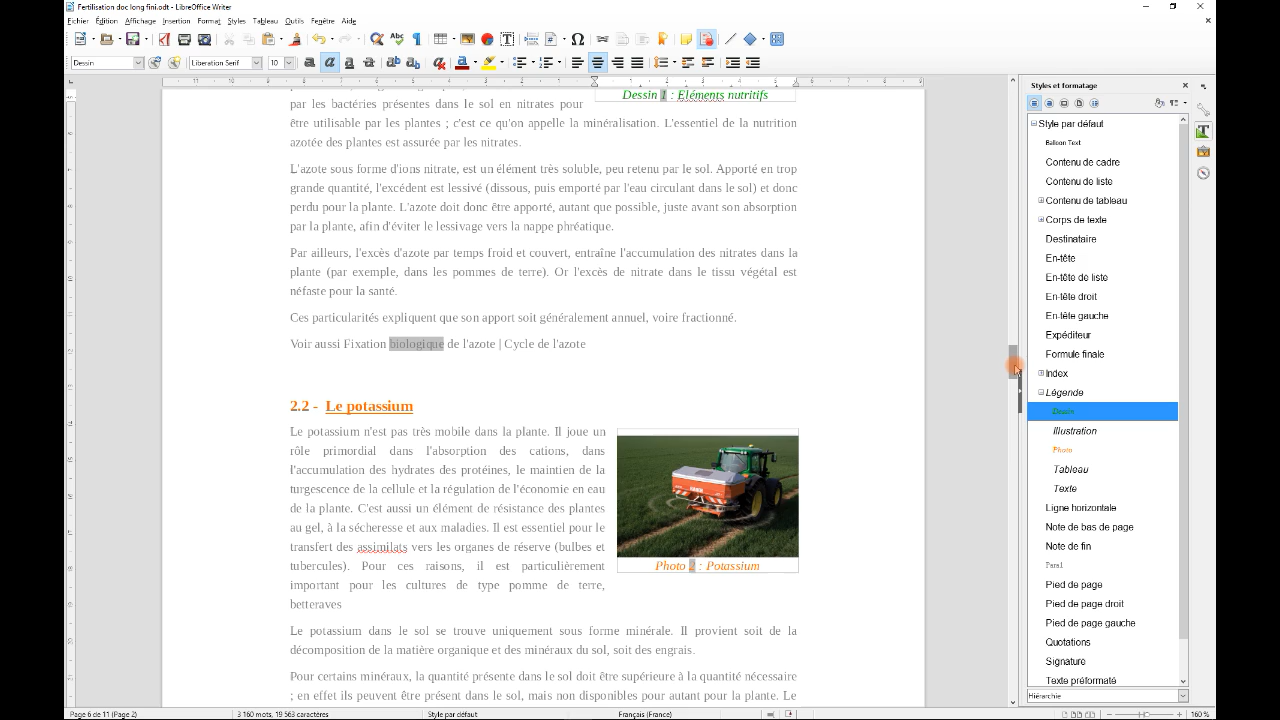 Fertilisation doc long fini.odt - LibreOffice Writer
Fichier Édition Affichage Insertion Format Styles Tableau Outils Fenêtre Aide
Dessin Liberation Serif 10
11 10 9 8 7 6 5 4 3 2 1 1 2 3 4 5 6 7 8 9
Dessin 1 : Eléments nutritifs
par les bactéries présentes dans le sol en nitrates pour
être utilisable par les plantes ; c'est ce qu'on appelle la minéralisation. L'essentiel de la nutrition
azotée des plantes est assurée par les nitrates.
L'azote sous forme d'ions nitrate, est un élément très soluble, peu retenu par le sol. Apporté en trop
grande quantité, l'excédent est lessivé (dissous, puis emporté par l'eau circulant dans le sol) et donc
perdu pour la plante. L'azote doit donc être apporté, autant que possible, juste avant son absorption
par la plante, afin d'éviter le lessivage vers la nappe phréatique.
Par ailleurs, l'excés d'azote par temps froid et couvert, entraîne l'accumulation des nitrates dans la
plante (par exemple, dans les pommes de terre). Or l'excès de nitrate dans le tissu végétal est
néfaste pour la santé.
Ces particularités expliquent que son apport soit généralement annuel, voire fractionné.
Voir aussi Fixation biologique de l'azote | Cycle de l'azote
2.2 - Le potassium
Le potassium n'est pas très mobile dans la plante. Il joue un
rôle primordial dans l'absorption des cations, dans
l'accumulation des hydrates des protéines, le maintien de la
turgescence de la cellule et la régulation de l'économie en eau
de la plante. C'est aussi un élément de résistance des plantes
au gel, à la sécheresse et aux maladies. Il est essentiel pour le
transfert des assimilats vers les organes de réserve (bulbes et
tubercules). Pour ces raisons, il est particulièrement
important pour les cultures de type pomme de terre,
betteraves
Photo 2 : Potassium
Le potassium dans le sol se trouve uniquement sous forme minérale. Il provient soit de la
décomposition de la matière organique et des minéraux du sol, soit des engrais.
Pour certains minéraux, la quantité présente dans le sol doit être supérieure à la quantité nécessaire
; en effet ils peuvent être présent dans le sol, mais non disponibles pour autant pour la plante. Le
Styles et formatage
Style par défaut
Balloon Text
Contenu de cadre
Contenu de liste
Contenu de tableau
Corps de texte
Destinataire
En-tête
En-tête de liste
En-tête droit
En-tête gauche
Expéditeur
Formule finale
Index
Légende
Dessin
Illustration
Photo
Tableau
Texte
Ligne horizontale
Note de bas de page
Note de fin
Para1
Pied de page
Pied de page droit
Pied de page gauche
Quotations
Signature
Texte préformaté
Hiérarchie
Page 6 de 11 (Page 2) 3 160 mots, 19 563 caractères Style par défaut Français (France) 160 %